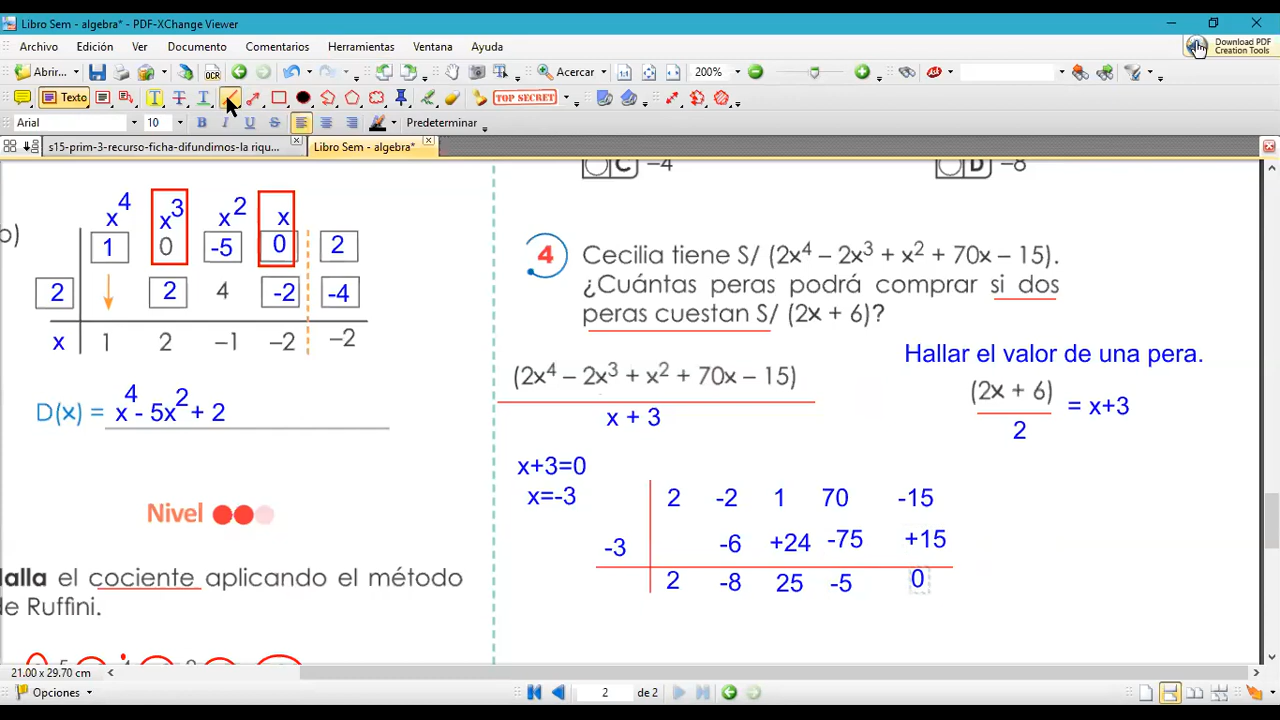 Libro Sem - algebra* - PDF-XChange Viewer
Archivo Edición Ver Documento Comentarios Herramientas Ventana Ayuda
Download PDF
Creation Tools
Abrir... OCR Acercar 200%
Texto T T T TOP SECRET
Arial 10 B I U S Predeterminar
s15-prim-3-recurso-ficha-difundimos-la riqu... Libro Sem - algebra*
x⁴ x³ x² x
1 0 -5 0 2
2 2 4 -2 -4
x 1 2 –1 –2 –2
D(x) = x⁴ - 5x² + 2
Nivel
alla el cociente aplicando el método
de Ruffini.
C –4 D –8
4 Cecilia tiene S/ (2x⁴ – 2x³ + x² + 70x – 15).
¿Cuántas peras podrá comprar si dos
peras cuestan S/ (2x + 6)?
Hallar el valor de una pera.
(2x⁴ – 2x³ + x² + 70x – 15)
x + 3
(2x + 6)
2
= x+3
x+3=0
x=-3
2 -2 1 70 -15
-3 -6 +24 -75 +15
2 -8 25 -5 0
21.00 x 29.70 cm
Opciones 2 de 2